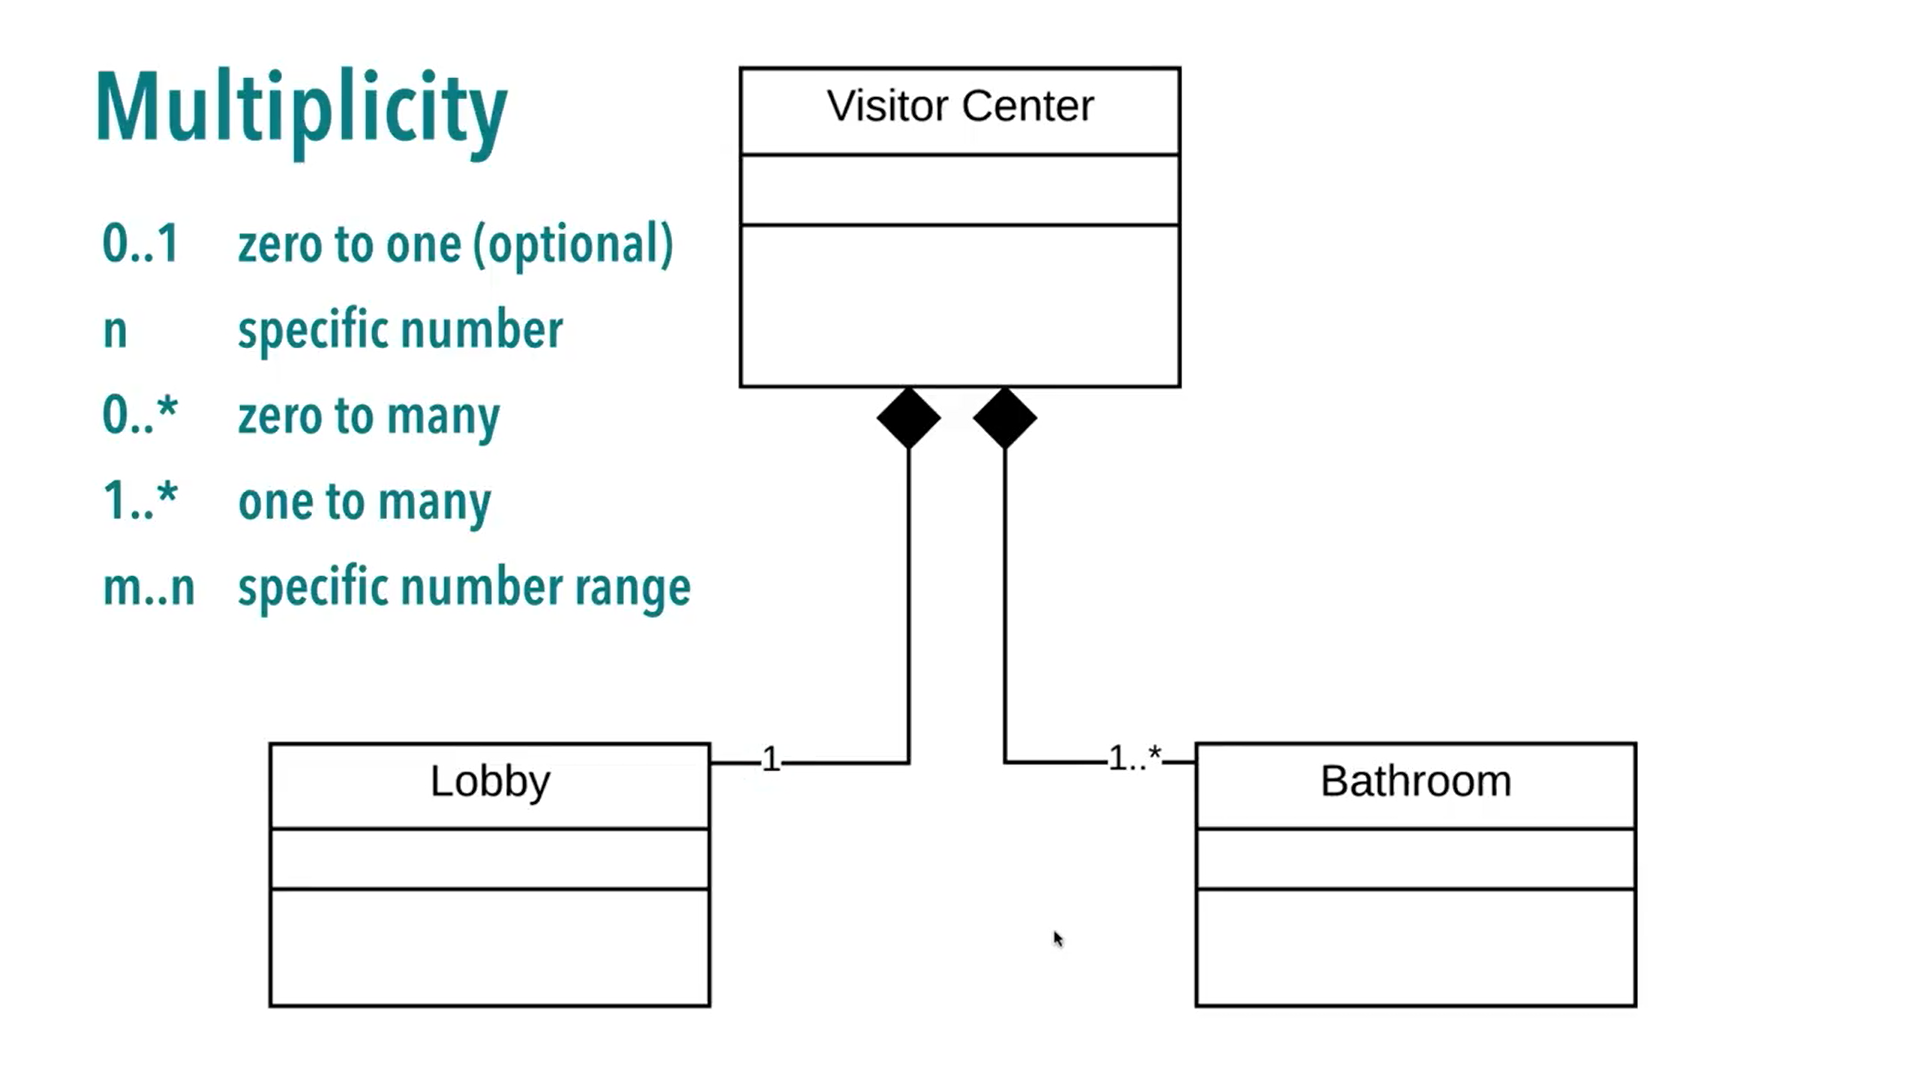 Multiplicity
0..1 zero to one (optional)
n specific number
0..* zero to many
1..* one to many
m..n specific number range
Visitor Center
1
1..*
Lobby
Bathroom